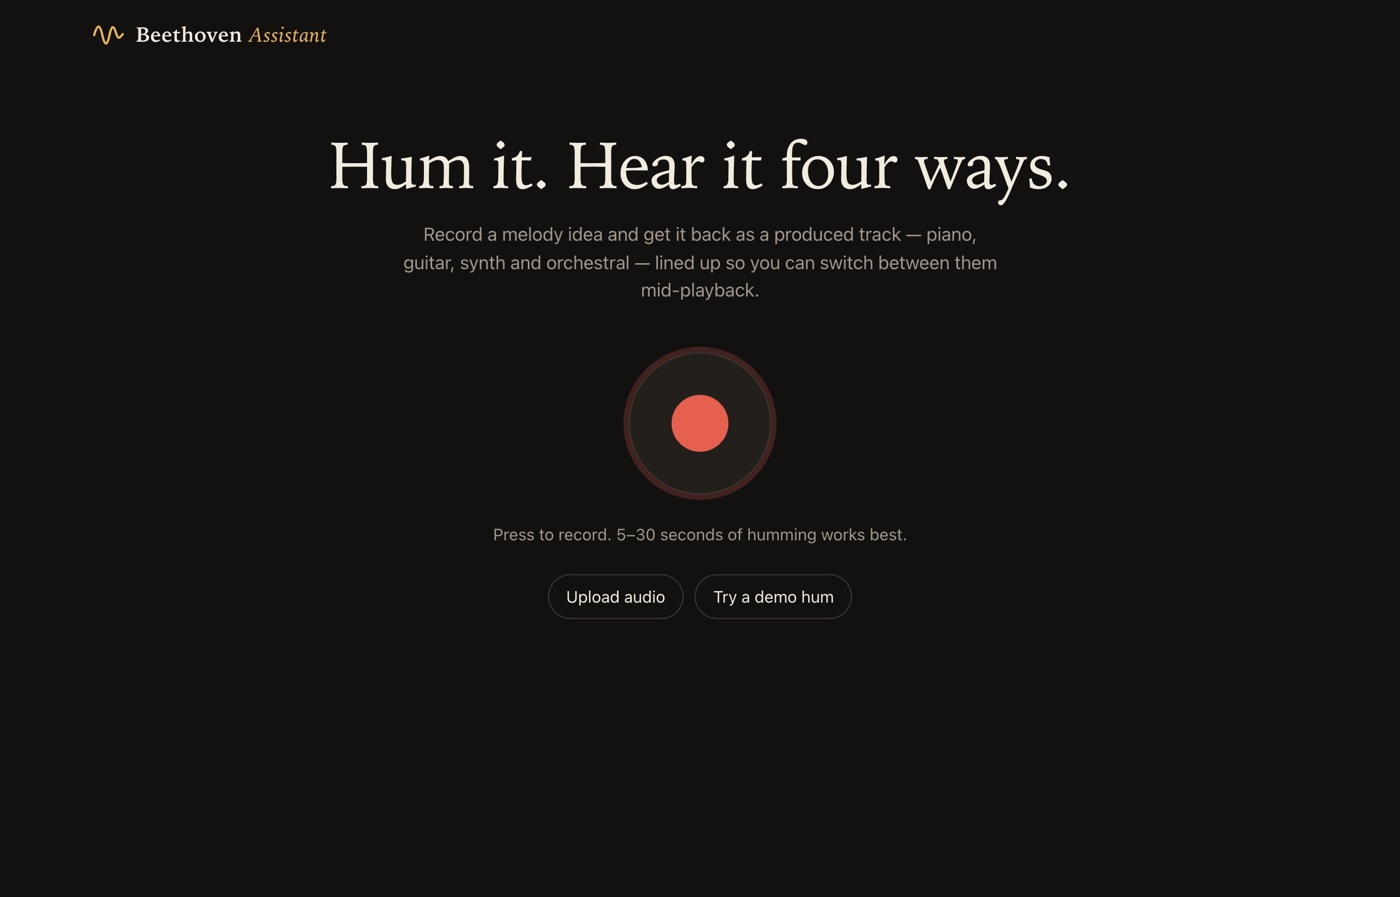 Beethoven Assistant
Hum it. Hear it four ways.
Record a melody idea and get it back as a produced track — piano,
guitar, synth and orchestral — lined up so you can switch between them
mid-playback.
Press to record. 5–30 seconds of humming works best.
Upload audio
Try a demo hum